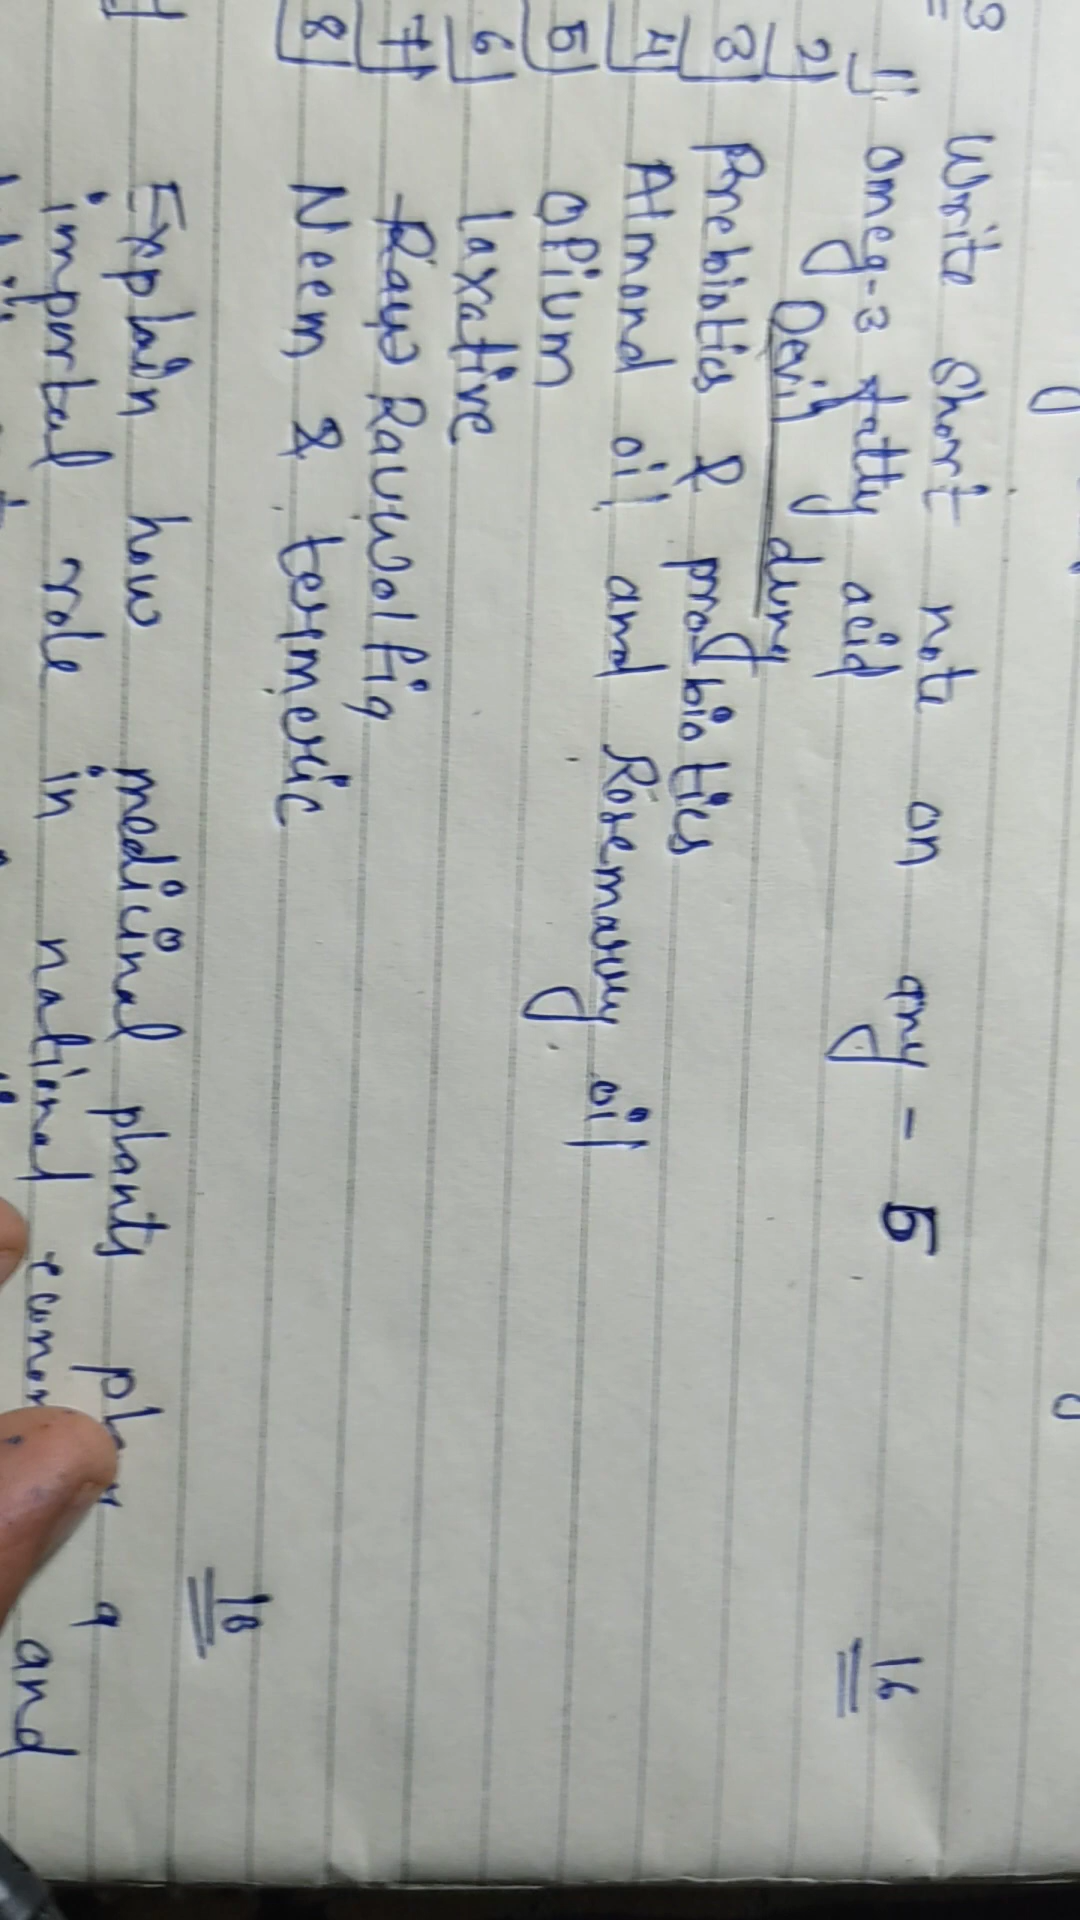 3 Write Short note on any - 5 16
1. omeg-3 fatty acid
2 Devil dung
3 Prebiotics & probiotics
4 Almond oil and Rosemary oil
5 OPium
6 laxative
7 Rauwolfia
8 Neem & termeric
18
Explain how medicinal plants play a
importal role in national and